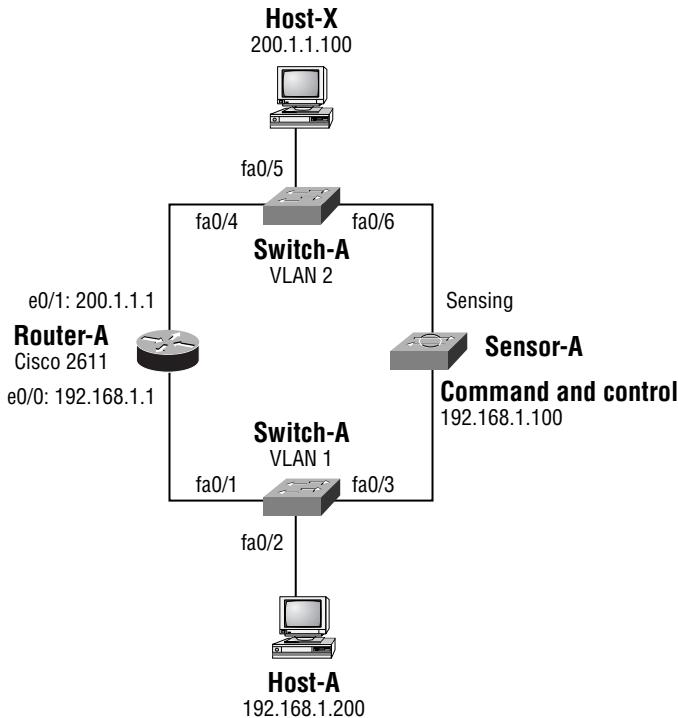 Host-X
200.1.1.100
fa0/5
fa0/4
fa0/6
Switch-A
VLAN 2
e0/1: 200.1.1.1
Sensing
Router-A
Cisco 2611
Sensor-A
e0/0: 192.168.1.1
Command and control
192.168.1.100
Switch-A
VLAN 1
fa0/1
fa0/3
fa0/2
Host-A
192.168.1.200